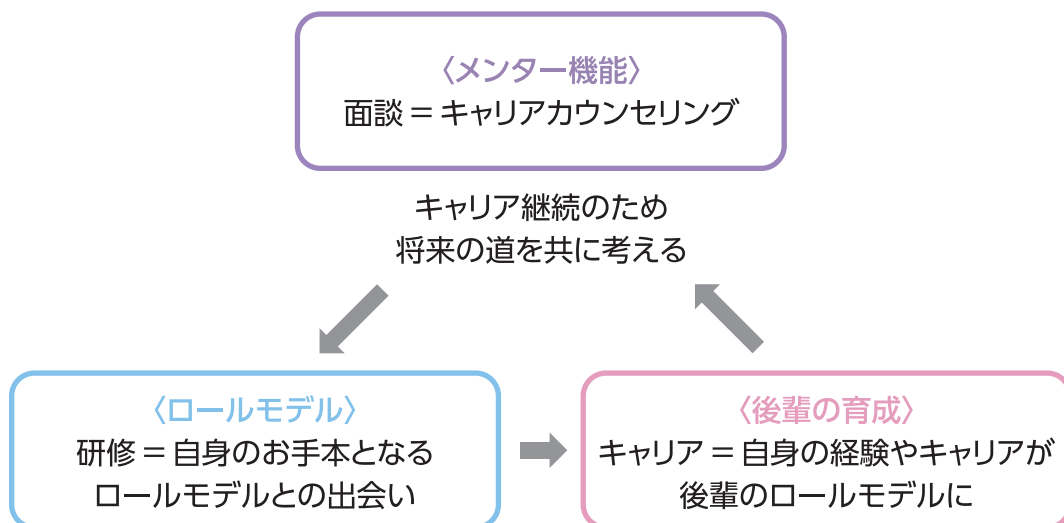 〈メンター機能〉
面談＝キャリアカウンセリング
キャリア継続のため
将来の道を共に考える
〈ロールモデル〉
研修＝自身のお手本となる
ロールモデルとの出会い
〈後輩の育成〉
キャリア＝自身の経験やキャリアが
後輩のロールモデルに